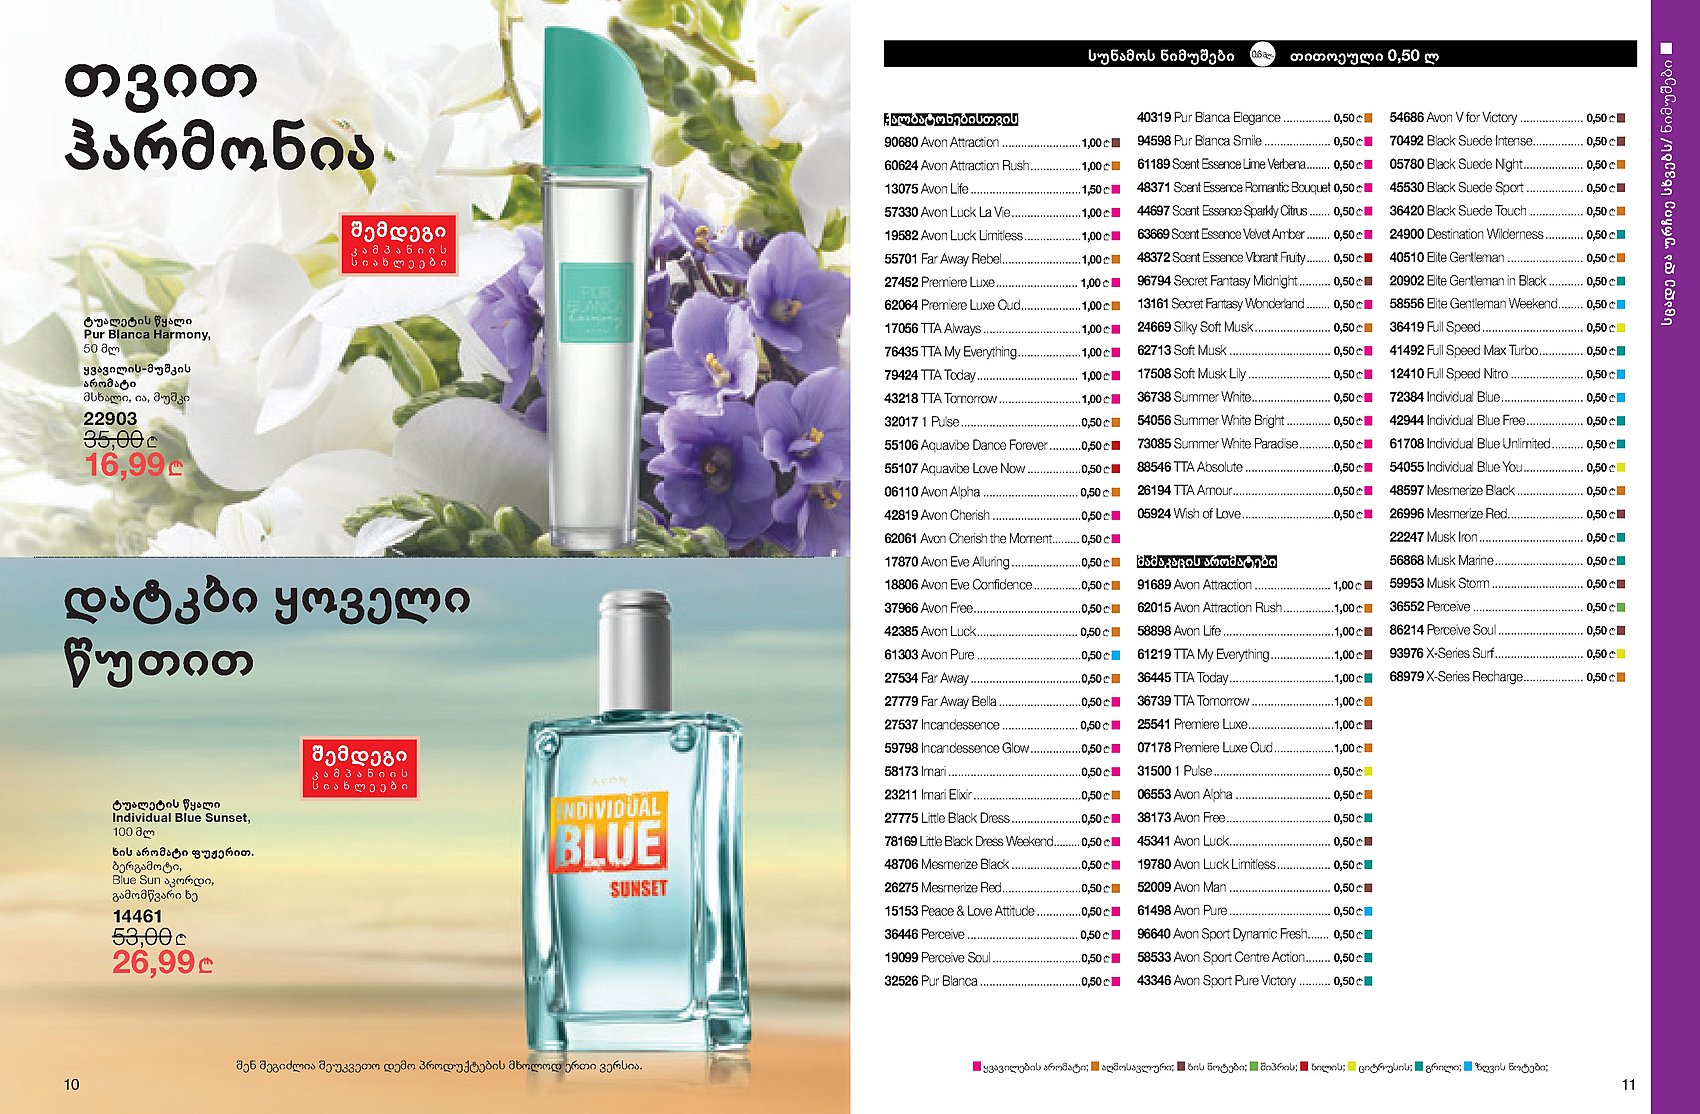 თვით
ჰარმონია
შემდეგი
კამპანიის
სიახლეები
PUR
BLANCA
harmony
AVON
ტუალეტის წყალი
Pur Blanca Harmony,
50 მლ
ყვავილის-მუშკის
არომატი
მსხალი, ია, მუშკი
22903
35,00 ₾
16,99 ₾
დატკბი ყოველი
წუთით
შემდეგი
კამპანიის
სიახლეები
AVON
INDIVIDUAL
BLUE
SUNSET
ტუალეტის წყალი
Individual Blue Sunset,
100 მლ
ხის არომატი ფუჟერით.
ბერგამოტი,
Blue Sun აკორდი,
გამომწვარი ხე
14461
53,00 ₾
26,99 ₾
შენ შეგიძლია შეუკვეთო დემო პროდუქტების მხოლოდ ერთი ვერსია.
10
სუნამოს ნიმუშები 0,6 მლ თითოეული 0,50 ლ
ქალბატონებისთვის
90680 Avon Attraction ................... 1,00 ₾
60624 Avon Attraction Rush ............ 1,00 ₾
13075 Avon Life ........................... 1,50 ₾
57330 Avon Luck La Vie ................. 1,00 ₾
19582 Avon Luck Limitless .............. 1,00 ₾
55701 Far Away Rebel ................... 1,00 ₾
27452 Premiere Luxe .................... 1,00 ₾
62064 Premiere Luxe Oud .............. 1,00 ₾
17056 TTA Always ....................... 1,00 ₾
76435 TTA My Everything ............... 1,00 ₾
79424 TTA Today ........................ 1,00 ₾
43218 TTA Tomorrow .................... 1,00 ₾
32017 1 Pulse ............................ 0,50 ₾
55106 Aquavibe Dance Forever ........ 0,50 ₾
55107 Aquavibe Love Now ............. 0,50 ₾
06110 Avon Alpha ....................... 0,50 ₾
42819 Avon Cherish ..................... 0,50 ₾
62061 Avon Cherish the Moment ....... 0,50 ₾
17870 Avon Eve Alluring ................ 0,50 ₾
18806 Avon Eve Confidence ............ 0,50 ₾
37966 Avon Free ......................... 0,50 ₾
42385 Avon Luck ........................ 0,50 ₾
61303 Avon Pure ........................ 0,50 ₾
27534 Far Away ......................... 0,50 ₾
27779 Far Away Bella ................... 0,50 ₾
27537 Incandessence ................... 0,50 ₾
59798 Incandessence Glow ............. 0,50 ₾
58173 Imari .............................. 0,50 ₾
23211 Imari Elixir ........................ 0,50 ₾
27775 Little Black Dress ................. 0,50 ₾
78169 Little Black Dress Weekend ...... 0,50 ₾
48706 Mesmerize Black ................. 0,50 ₾
26275 Mesmerize Red ................... 0,50 ₾
15153 Peace & Love Attitude ........... 0,50 ₾
36446 Perceive .......................... 0,50 ₾
19099 Perceive Soul .................... 0,50 ₾
32526 Pur Blanca ....................... 0,50 ₾
40319 Pur Blanca Elegance ............. 0,50 ₾
94598 Pur Blanca Smile ................. 0,50 ₾
61189 Scent Essence Lime Verbena ..... 0,50 ₾
48371 Scent Essence Romantic Bouquet 0,50 ₾
44697 Scent Essence Sparkly Citrus ..... 0,50 ₾
63669 Scent Essence Velvet Amber ..... 0,50 ₾
48372 Scent Essence Vibrant Fruity ..... 0,50 ₾
96794 Secret Fantasy Midnight ......... 0,50 ₾
13161 Secret Fantasy Wonderland ..... 0,50 ₾
24669 Silky Soft Musk ................... 0,50 ₾
62713 Soft Musk ........................ 0,50 ₾
17508 Soft Musk Lily .................... 0,50 ₾
36738 Summer White ................... 0,50 ₾
54056 Summer White Bright ............ 0,50 ₾
73085 Summer White Paradise ......... 0,50 ₾
88546 TTA Absolute ..................... 0,50 ₾
26194 TTA Amour ....................... 0,50 ₾
05924 Wish of Love ..................... 0,50 ₾
მამაკაცის არომატები
91689 Avon Attraction .................. 1,00 ₾
62015 Avon Attraction Rush ............ 1,00 ₾
58898 Avon Life ......................... 1,00 ₾
61219 TTA My Everything ............... 1,00 ₾
36445 TTA Today ........................ 1,00 ₾
36739 TTA Tomorrow .................... 1,00 ₾
25541 Premiere Luxe .................... 1,00 ₾
07178 Premiere Luxe Oud .............. 1,00 ₾
31500 1 Pulse ............................ 0,50 ₾
06553 Avon Alpha ....................... 0,50 ₾
38173 Avon Free ......................... 0,50 ₾
45341 Avon Luck ........................ 0,50 ₾
19780 Avon Luck Limitless .............. 0,50 ₾
52009 Avon Man ........................ 0,50 ₾
61498 Avon Pure ........................ 0,50 ₾
96640 Avon Sport Dynamic Fresh ...... 0,50 ₾
58533 Avon Sport Centre Action ....... 0,50 ₾
43346 Avon Sport Pure Victory ......... 0,50 ₾
54686 Avon V for Victory ............... 0,50 ₾
70492 Black Suede Intense ............. 0,50 ₾
05780 Black Suede Night ............... 0,50 ₾
45530 Black Suede Sport ............... 0,50 ₾
36420 Black Suede Touch .............. 0,50 ₾
24900 Destination Wilderness .......... 0,50 ₾
40510 Elite Gentleman .................. 0,50 ₾
20902 Elite Gentleman in Black ......... 0,50 ₾
58556 Elite Gentleman Weekend ....... 0,50 ₾
36419 Full Speed ........................ 0,50 ₾
41492 Full Speed Max Turbo ........... 0,50 ₾
12410 Full Speed Nitro .................. 0,50 ₾
72384 Individual Blue .................... 0,50 ₾
42944 Individual Blue Free .............. 0,50 ₾
61708 Individual Blue Unlimited ......... 0,50 ₾
54055 Individual Blue You ............... 0,50 ₾
48597 Mesmerize Black ................. 0,50 ₾
26996 Mesmerize Red ................... 0,50 ₾
22247 Musk Iron ........................ 0,50 ₾
56868 Musk Marine ..................... 0,50 ₾
59953 Musk Storm ...................... 0,50 ₾
36552 Perceive .......................... 0,50 ₾
86214 Perceive Soul .................... 0,50 ₾
93976 X-Series Surf ..................... 0,50 ₾
68979 X-Series Recharge ............... 0,50 ₾
ყვავილების არომატი; აღმოსავლური; ხის ნოტები; შიპრის; ხილის; ციტრუსის; გრილი; ზღვის ნოტები;
11
სცადე და ურჩიე სხვებს/ ნიმუშები